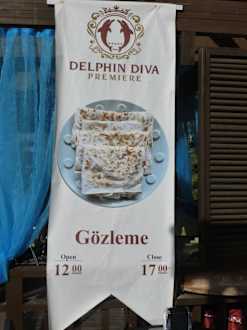 DELPHIN DIVA
PREMIERE
Gözleme
Open Close
12 00 17 00